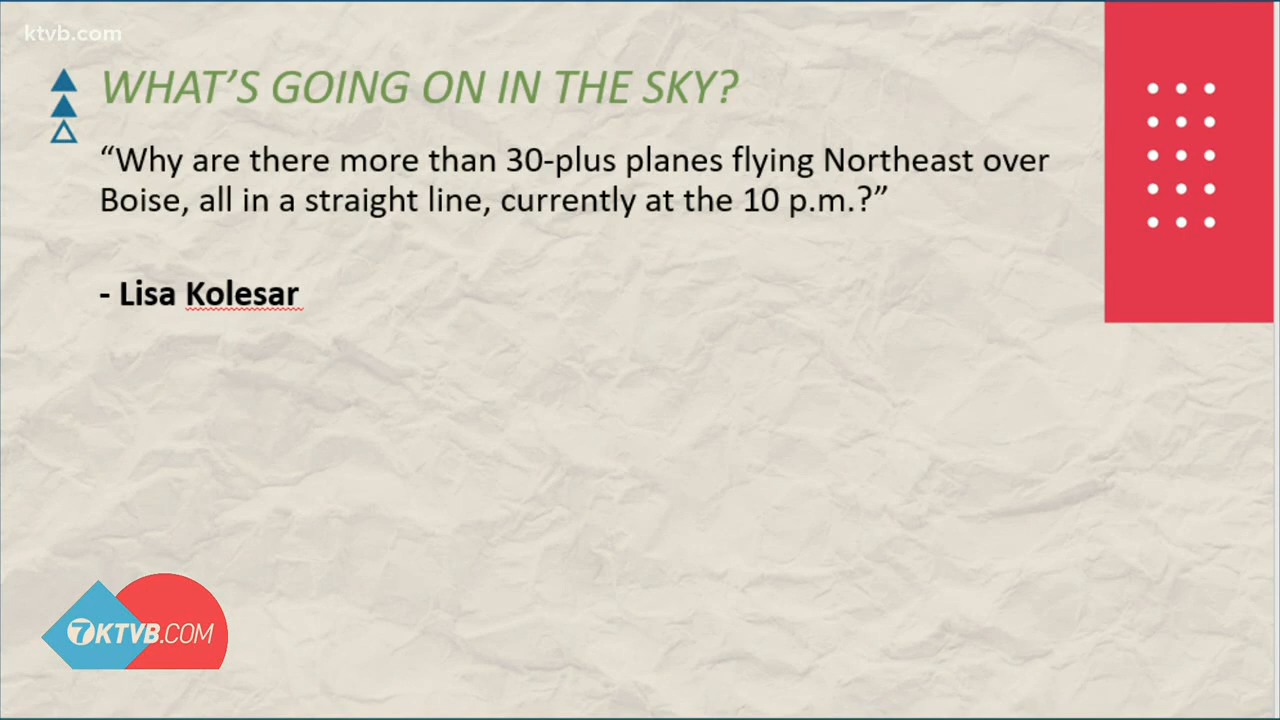 ktvb.com
WHAT’S GOING ON IN THE SKY?
“Why are there more than 30-plus planes flying Northeast over
Boise, all in a straight line, currently at the 10 p.m.?”
- Lisa Kolesar
7KTVB.COM